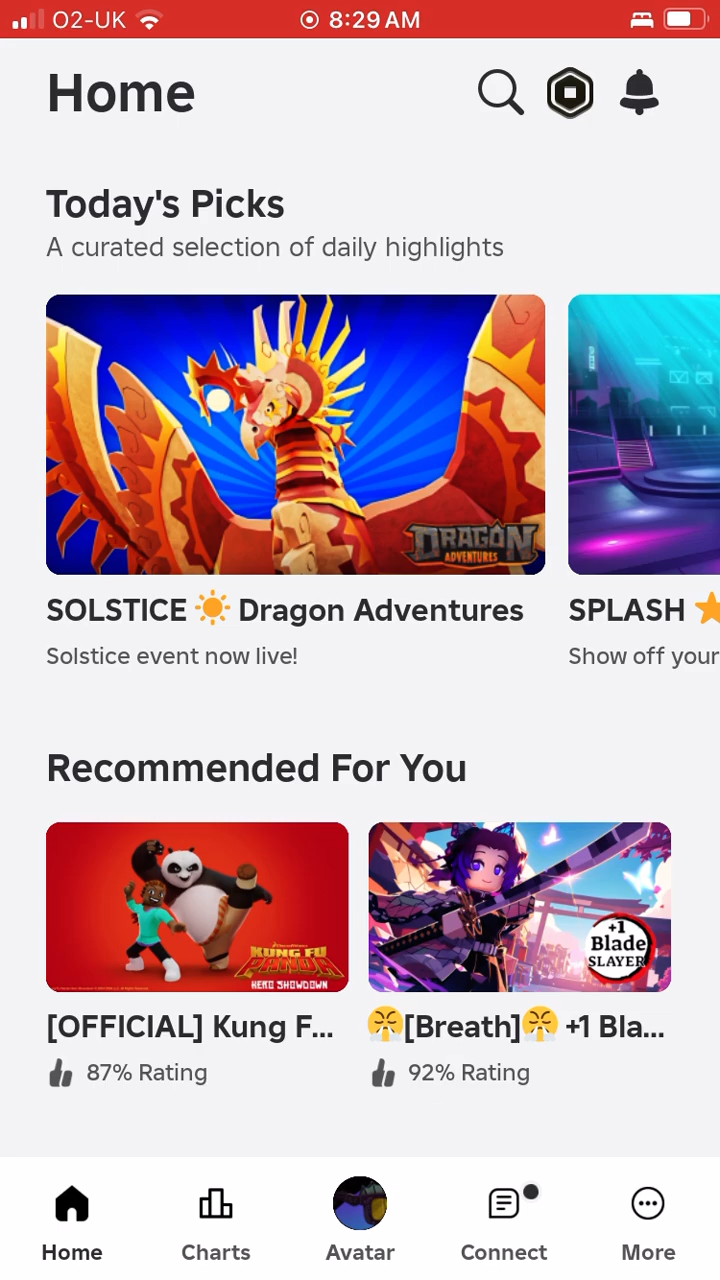 O2-UK 8:29 AM
Home
Today's Picks
A curated selection of daily highlights
DRAGON
ADVENTURES
SOLSTICE ☀️ Dragon Adventures
SPLASH ⭐
Solstice event now live!
Show off your
Recommended For You
KUNG FU
PANDA
HERO SHOWDOWN
+1
Blade
SLAYER
[OFFICIAL] Kung F...
😤[Breath]😤 +1 Bla...
87% Rating
92% Rating
Home
Charts
Avatar
Connect
More